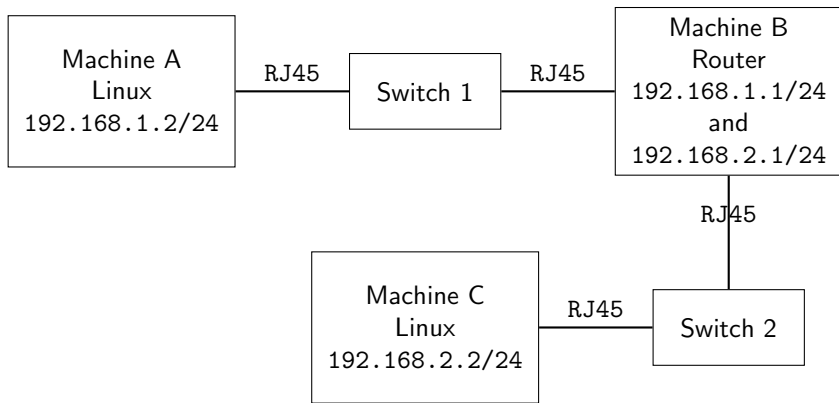 Machine A
Linux
192.168.1.2/24
RJ45
Switch 1
RJ45
Machine B
Router
192.168.1.1/24
and
192.168.2.1/24
RJ45
Machine C
Linux
192.168.2.2/24
RJ45
Switch 2